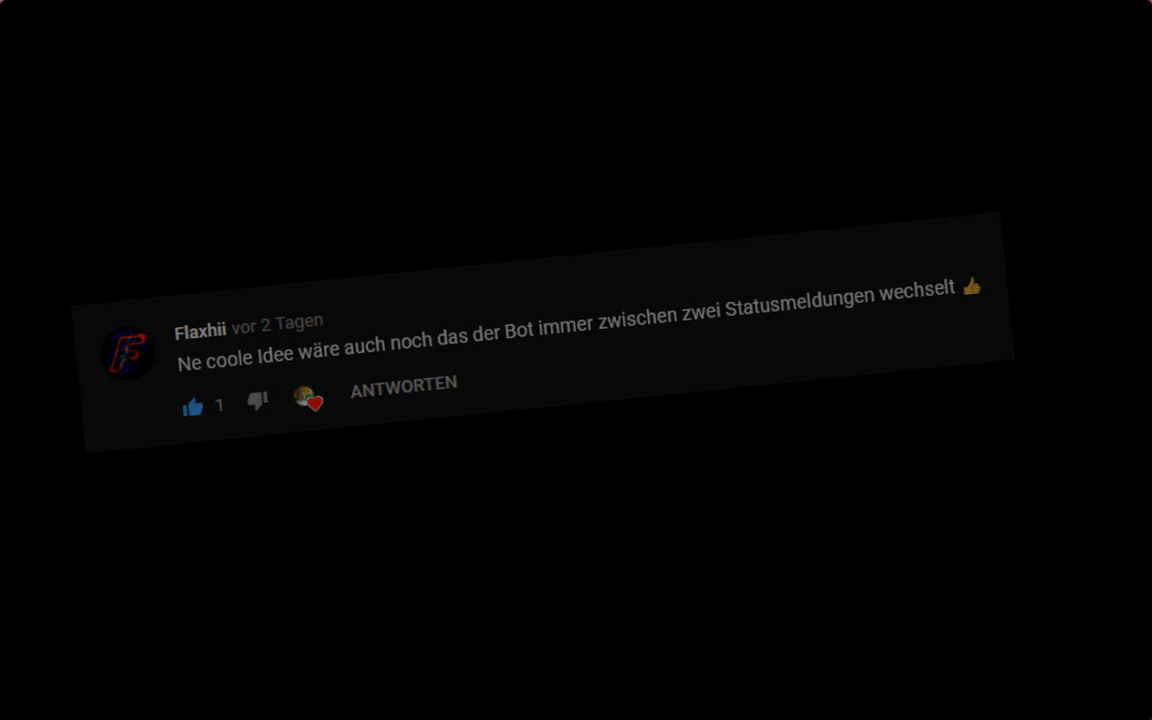 Flaxhii vor 2 Tagen
Ne coole Idee wäre auch noch das der Bot immer zwischen zwei Statusmeldungen wechselt 👍
1 ANTWORTEN